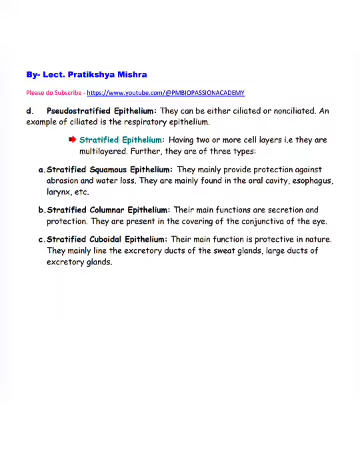 By- Lect. Pratikshya Mishra
Please do Subscribe - https://www.youtube.com/@PMBIOPASSIONACADEMY
d. Pseudostratified Epithelium: They can be either ciliated or nonciliated. An
example of ciliated is the respiratory epithelium.
Stratified Epithelium: Having two or more cell layers i.e they are
multilayered. Further, they are of three types:
a. Stratified Squamous Epithelium: They mainly provide protection against
abrasion and water loss. They are mainly found in the oral cavity, esophagus,
larynx, etc.
b. Stratified Columnar Epithelium: Their main functions are secretion and
protection. They are present in the covering of the conjunctiva of the eye.
c. Stratified Cuboidal Epithelium: Their main function is protective in nature.
They mainly line the excretory ducts of the sweat glands, large ducts of
excretory glands.